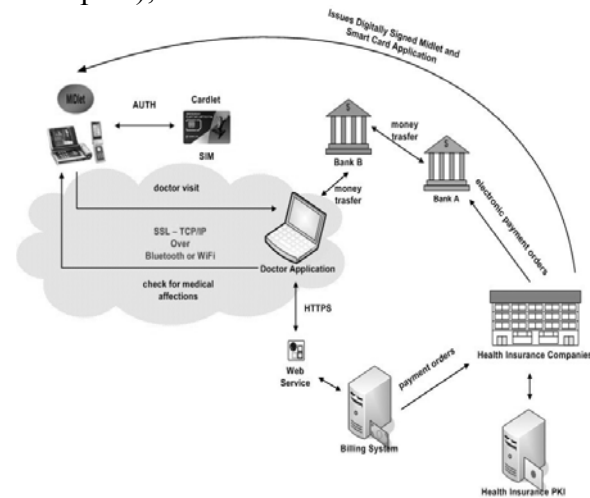 Issues Digitally Signed Midlet and
Smart Card Application
MIDlet
AUTH
Cardlet
SIM
Bank B
money
trasfer
Bank A
doctor visit
money
trasfer
electronic payment orders
SSL – TCP/IP
Over
Bluetooth or WiFi
Doctor Application
check for medical
affections
HTTPS
Web
Service
payment orders
Health Insurance Companies
Billing System
Health Insurance PKI